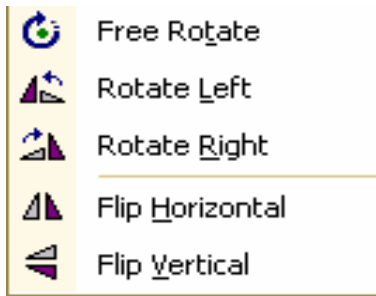 Free Rotate
Rotate Left
Rotate Right
Flip Horizontal
Flip Vertical